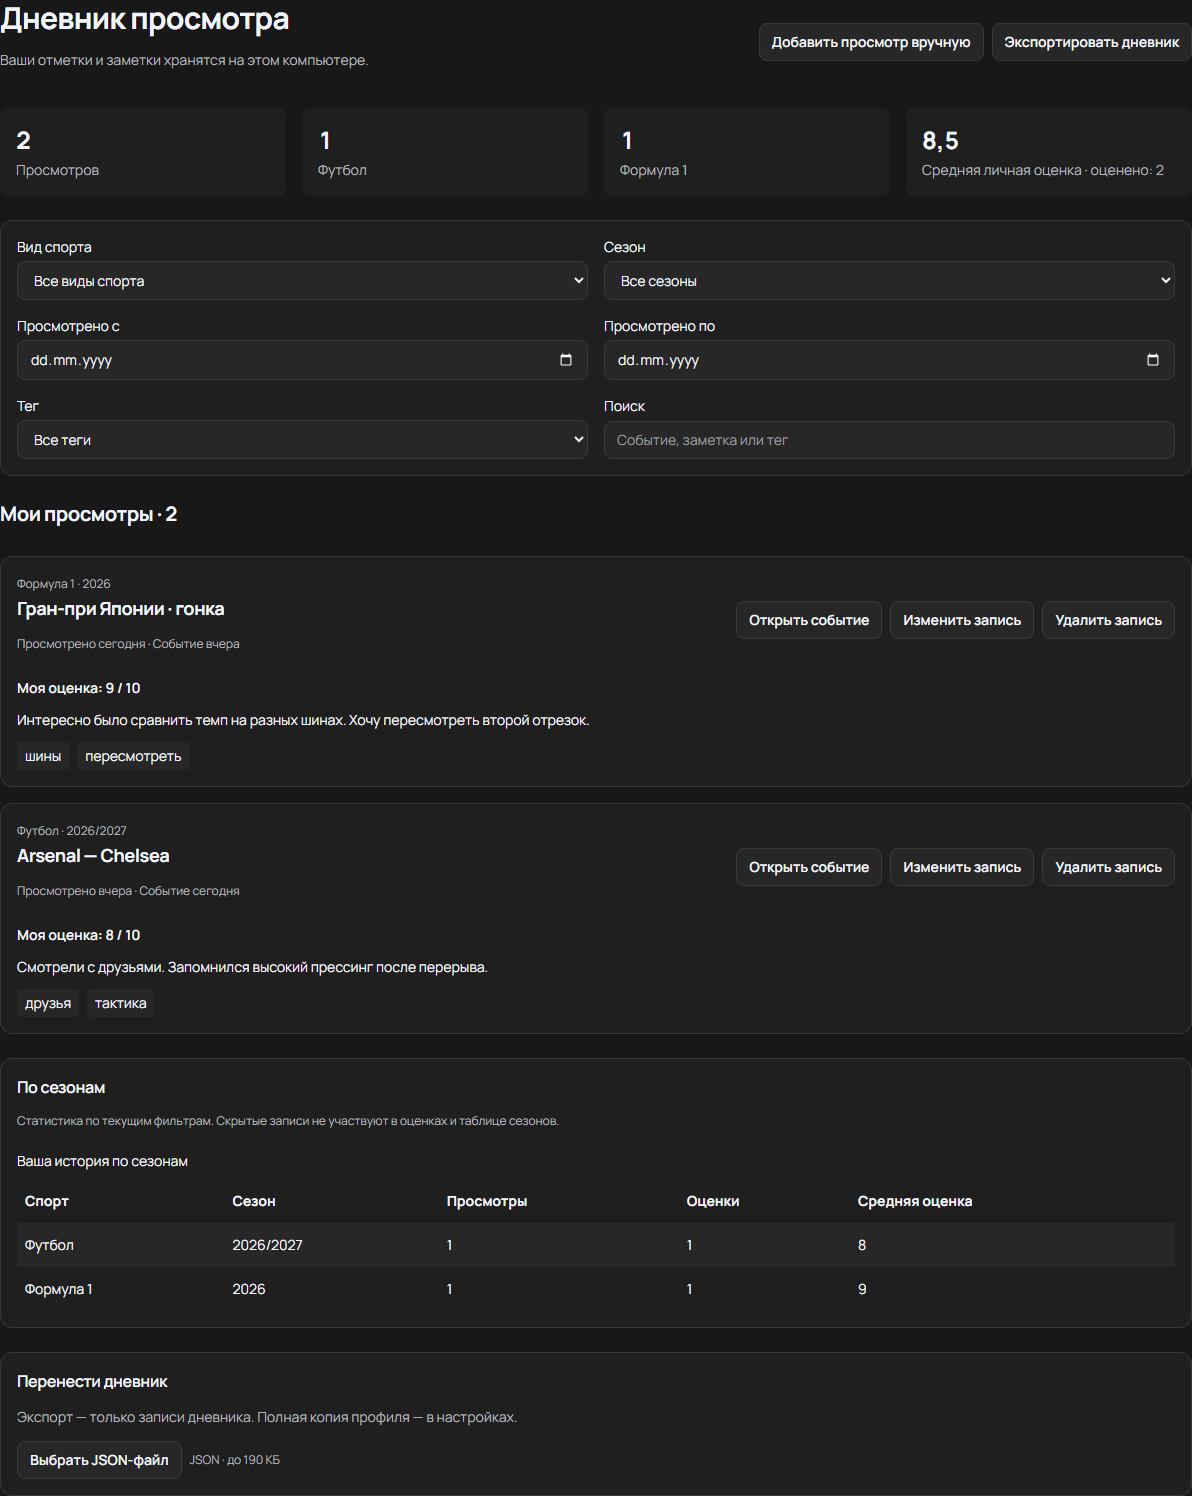 Дневник просмотра
Ваши отметки и заметки хранятся на этом компьютере.
Добавить просмотр вручную
Экспортировать дневник
2
Просмотров
1
Футбол
1
Формула 1
8,5
Средняя личная оценка · оценено: 2
Вид спорта
Все виды спорта
Сезон
Все сезоны
Просмотрено с
dd.mm.yyyy
Просмотрено по
dd.mm.yyyy
Тег
Все теги
Поиск
Событие, заметка или тег
Мои просмотры · 2
Формула 1 · 2026
Гран-при Японии · гонка
Просмотрено сегодня · Событие вчера
Открыть событие
Изменить запись
Удалить запись
Моя оценка: 9 / 10
Интересно было сравнить темп на разных шинах. Хочу пересмотреть второй отрезок.
шины пересмотреть
Футбол · 2026/2027
Arsenal — Chelsea
Просмотрено вчера · Событие сегодня
Открыть событие
Изменить запись
Удалить запись
Моя оценка: 8 / 10
Смотрели с друзьями. Запомнился высокий прессинг после перерыва.
друзья тактика
По сезонам
Статистика по текущим фильтрам. Скрытые записи не участвуют в оценках и таблице сезонов.
Ваша история по сезонам
Спорт Сезон Просмотры Оценки Средняя оценка
Футбол 2026/2027 1 1 8
Формула 1 2026 1 1 9
Перенести дневник
Экспорт — только записи дневника. Полная копия профиля — в настройках.
Выбрать JSON-файл JSON · до 190 КБ